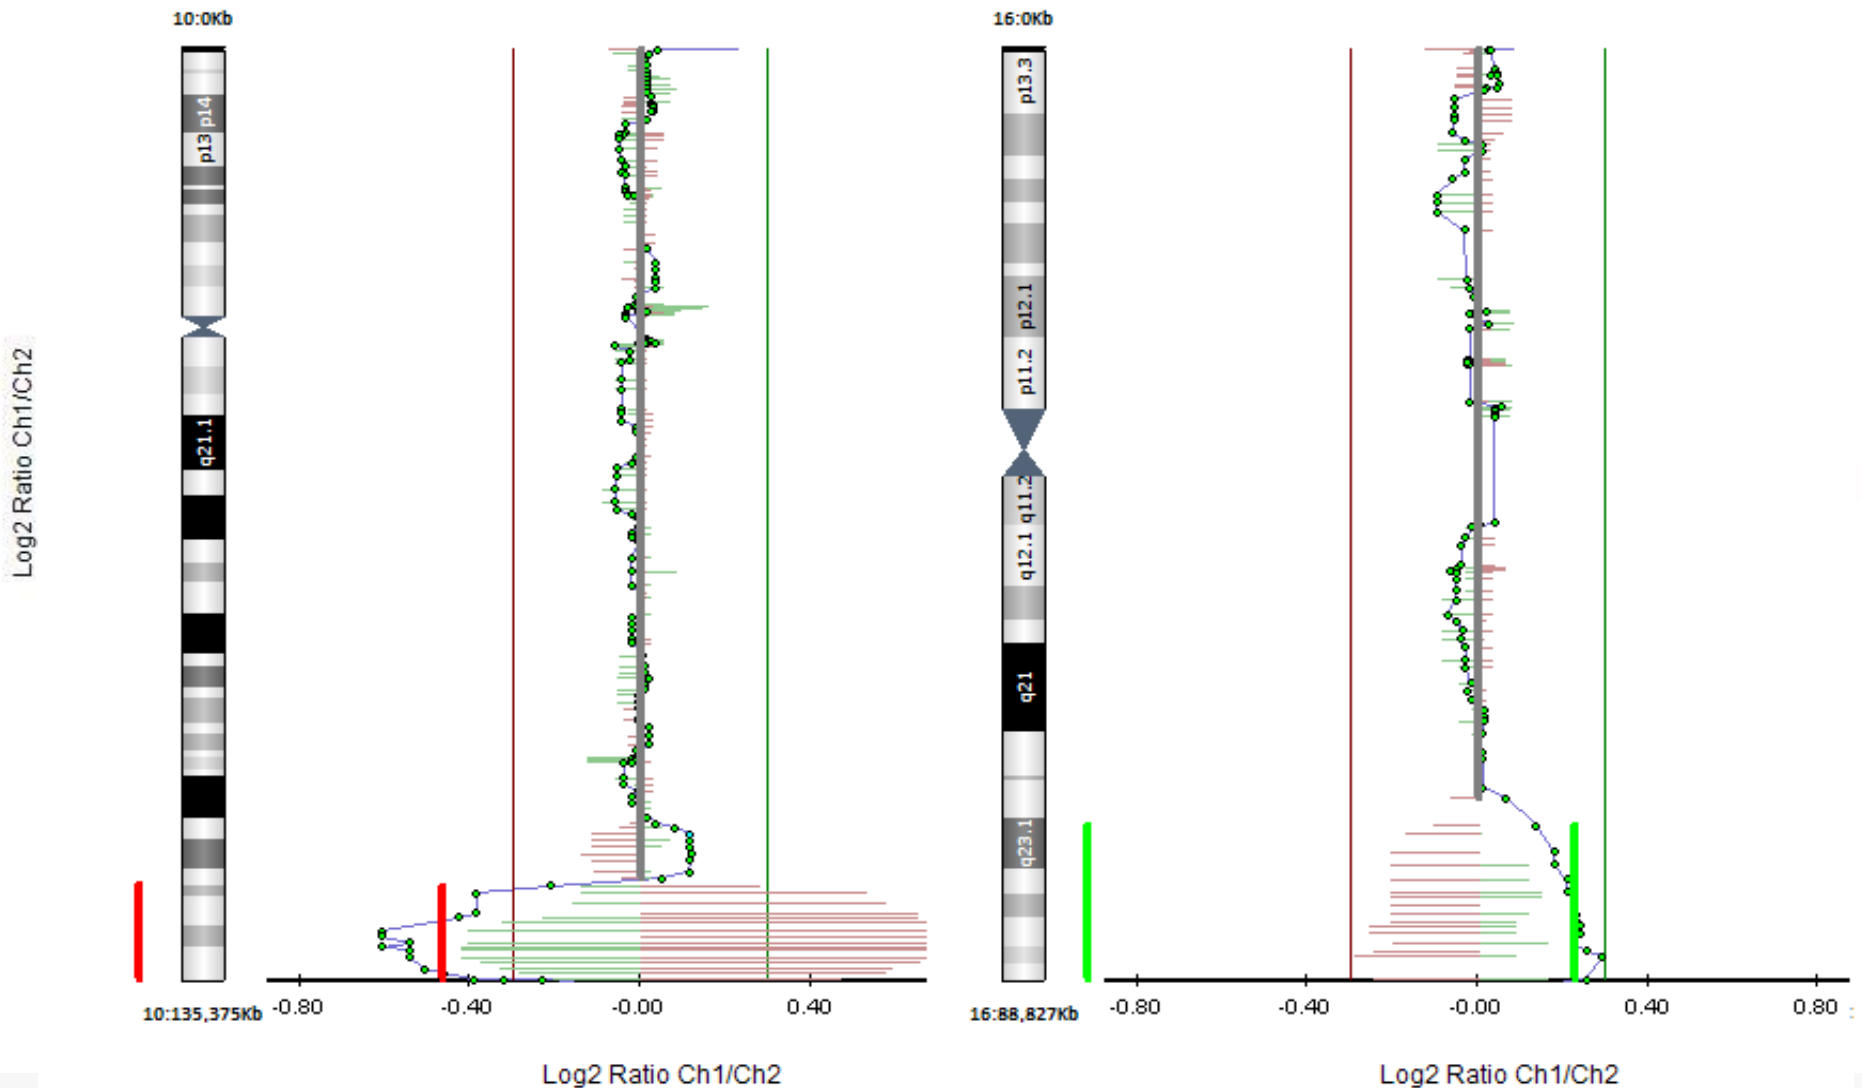 10:0Kb
16:0Kb
p14
p13
q21.1
p13.3
p12.1
p11.2
q11.2
q12.1
q21
q23.1
Log2 Ratio Ch1/Ch2
-0.80 -0.40 -0.00 0.40
-0.80 -0.40 -0.00 0.40 0.80
10:135,375Kb
16:88,827Kb
Log2 Ratio Ch1/Ch2
Log2 Ratio Ch1/Ch2